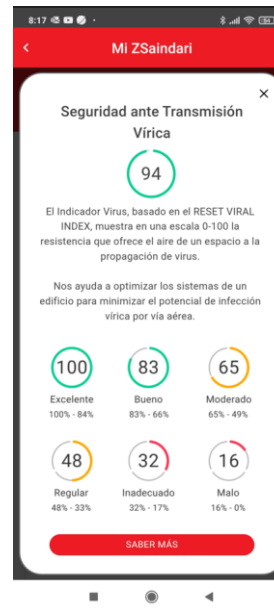 8:17
54
Mi ZSaindari
Seguridad ante Transmisión
Vírica
94
El Indicador Virus, basado en el RESET VIRAL
INDEX, muestra en una escala 0-100 la
resistencia que ofrece el aire de un espacio a la
propagación de virus.
Nos ayuda a optimizar los sistemas de un
edificio para minimizar el potencial de infección
vírica por vía aérea.
100 83 65
Excelente Bueno Moderado
100% - 84% 83% - 66% 65% - 49%
48 32 16
Regular Inadecuado Malo
48% - 33% 32% - 17% 16% - 0%
SABER MÁS